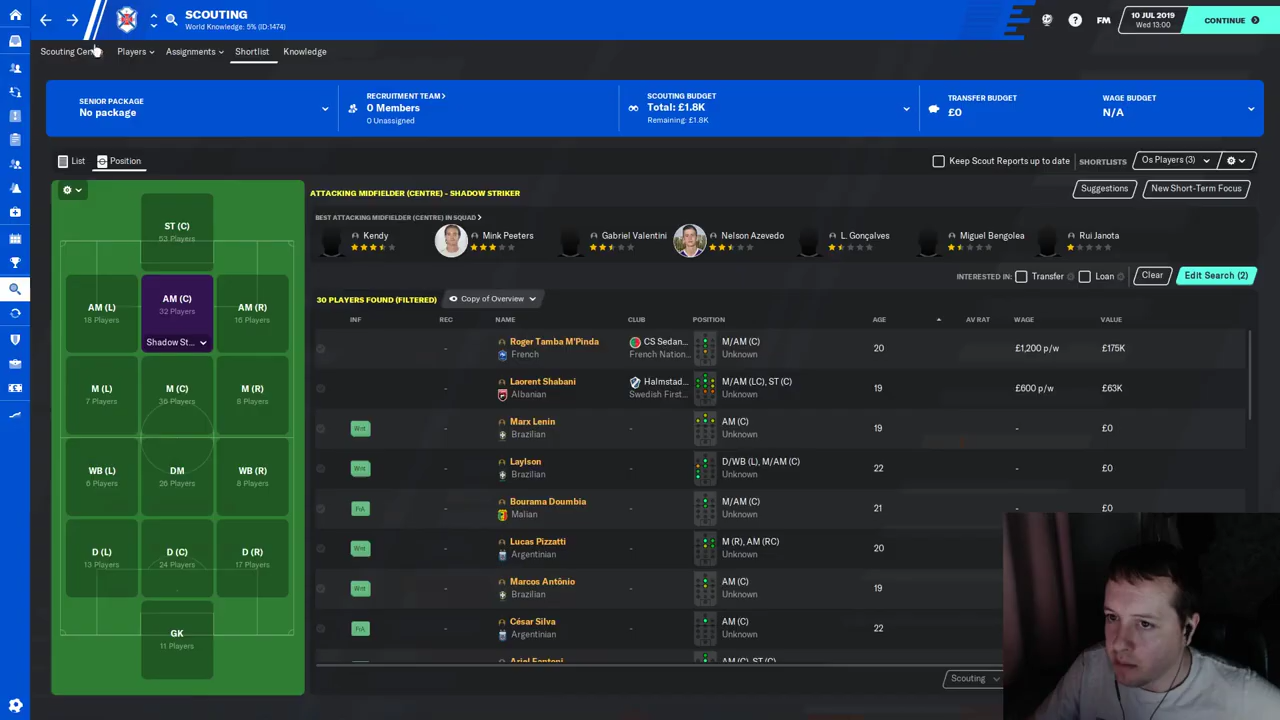 SCOUTING
World Knowledge: 5% (ID:1474)
FM
10 JUL 2019
Wed 13:00
CONTINUE
Scouting Cent
Players
Assignments
Shortlist
Knowledge
SENIOR PACKAGE
No package
RECRUITMENT TEAM
0 Members
0 Unassigned
SCOUTING BUDGET
Total: £1.8K
Remaining: £1.8K
TRANSFER BUDGET
£0
WAGE BUDGET
N/A
List
Position
Keep Scout Reports up to date
SHORTLISTS
Os Players (3)
ATTACKING MIDFIELDER (CENTRE) - SHADOW STRIKER
Suggestions
New Short-Term Focus
BEST ATTACKING MIDFIELDER (CENTRE) IN SQUAD
Kendy
Mink Peeters
Gabriel Valentini
Nelson Azevedo
L. Gonçalves
Miguel Bengolea
Rui Janota
INTERESTED IN:
Transfer
Loan
Clear
Edit Search (2)
30 PLAYERS FOUND (FILTERED)
Copy of Overview
INF REC NAME CLUB POSITION AGE AV RAT WAGE VALUE
Roger Tamba M'Pinda CS Sedan... M/AM (C) 20 £1,200 p/w £175K
French French Nation... Unknown
Laorent Shabani Halmstad... M/AM (LC), ST (C) 19 £600 p/w £63K
Albanian Swedish First... Unknown
Wnt Marx Lenin - AM (C) 19 - £0
Brazilian Unknown
Wnt Laylson - D/WB (L), M/AM (C) 22 - £0
Brazilian Unknown
FrA Bourama Doumbia - M/AM (C) 21 - £0
Malian Unknown
Wnt Lucas Pizzatti - M (R), AM (RC) 20
Argentinian Unknown
Wnt Marcos Antônio - AM (C) 19
Brazilian Unknown
FrA César Silva - AM (C) 22
Argentinian Unknown
Ariel Fantoni AM (C), ST (C)
Scouting
ST (C)
53 Players
AM (L)
AM (C)
32 Players
Shadow St...
AM (R)
16 Players
M (L)
7 Players
M (C)
36 Players
M (R)
8 Players
WB (L)
6 Players
DM
26 Players
WB (R)
8 Players
D (L)
13 Players
D (C)
24 Players
D (R)
17 Players
GK
11 Players